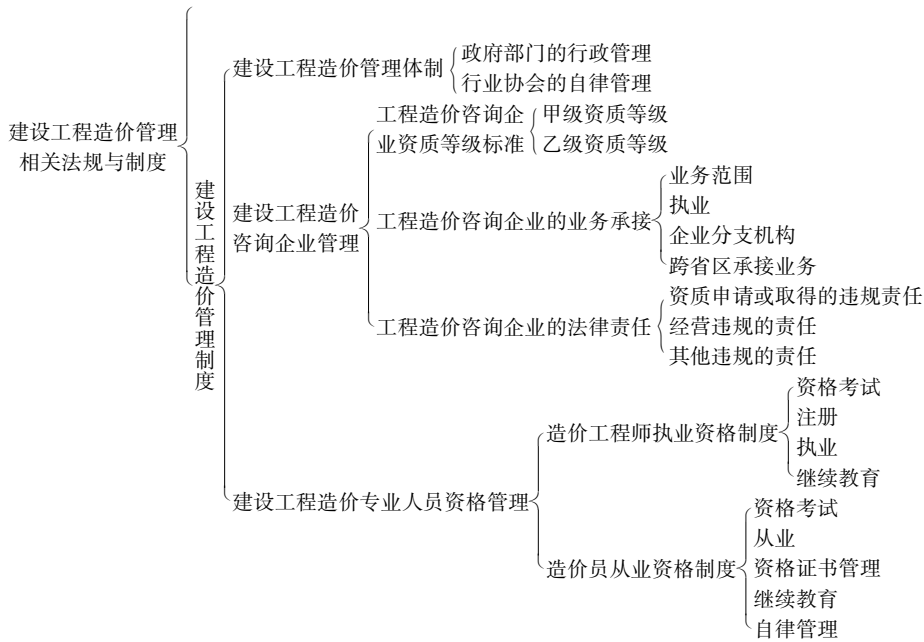 建设工程造价管理
相关法规与制度
建设工程造价管理制度
建设工程造价管理体制
政府部门的行政管理
行业协会的自律管理
建设工程造价
咨询企业管理
工程造价咨询企
业资质等级标准
甲级资质等级
乙级资质等级
工程造价咨询企业的业务承接
业务范围
执业
企业分支机构
跨省区承接业务
工程造价咨询企业的法律责任
资质申请或取得的违规责任
经营违规的责任
其他违规的责任
建设工程造价专业人员资格管理
造价工程师执业资格制度
资格考试
注册
执业
继续教育
造价员从业资格制度
资格考试
从业
资格证书管理
继续教育
自律管理